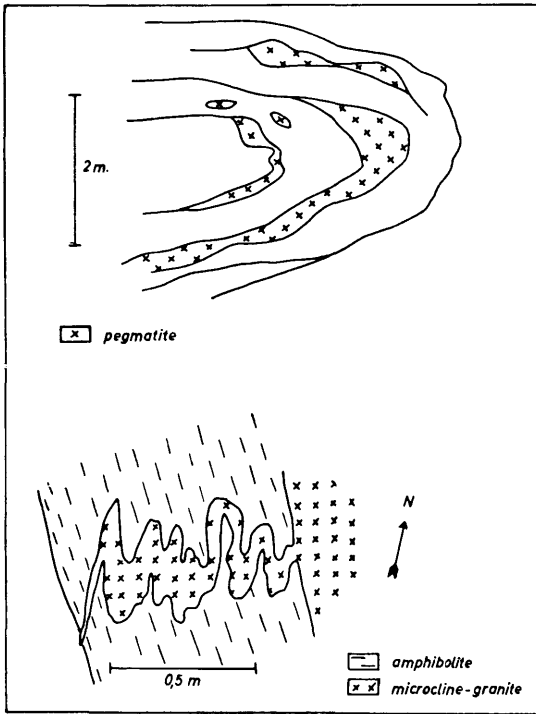 2 m.
pegmatite
N
0,5 m
amphibolite
microcline-granite